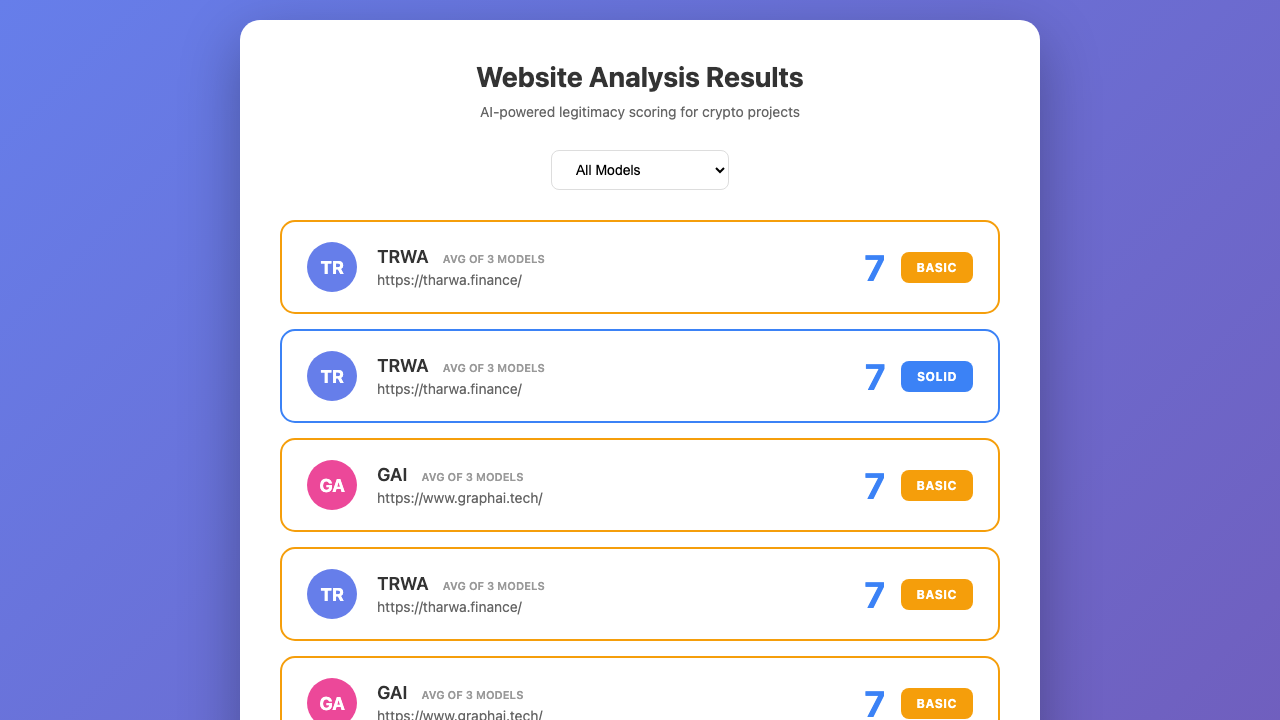 Website Analysis Results
AI-powered legitimacy scoring for crypto projects
All Models
TR
TRWA AVG OF 3 MODELS
https://tharwa.finance/
7 BASIC
TR
TRWA AVG OF 3 MODELS
https://tharwa.finance/
7 SOLID
GA
GAI AVG OF 3 MODELS
https://www.graphai.tech/
7 BASIC
TR
TRWA AVG OF 3 MODELS
https://tharwa.finance/
7 BASIC
GA
GAI AVG OF 3 MODELS
https://www.graphai.tech/
7 BASIC